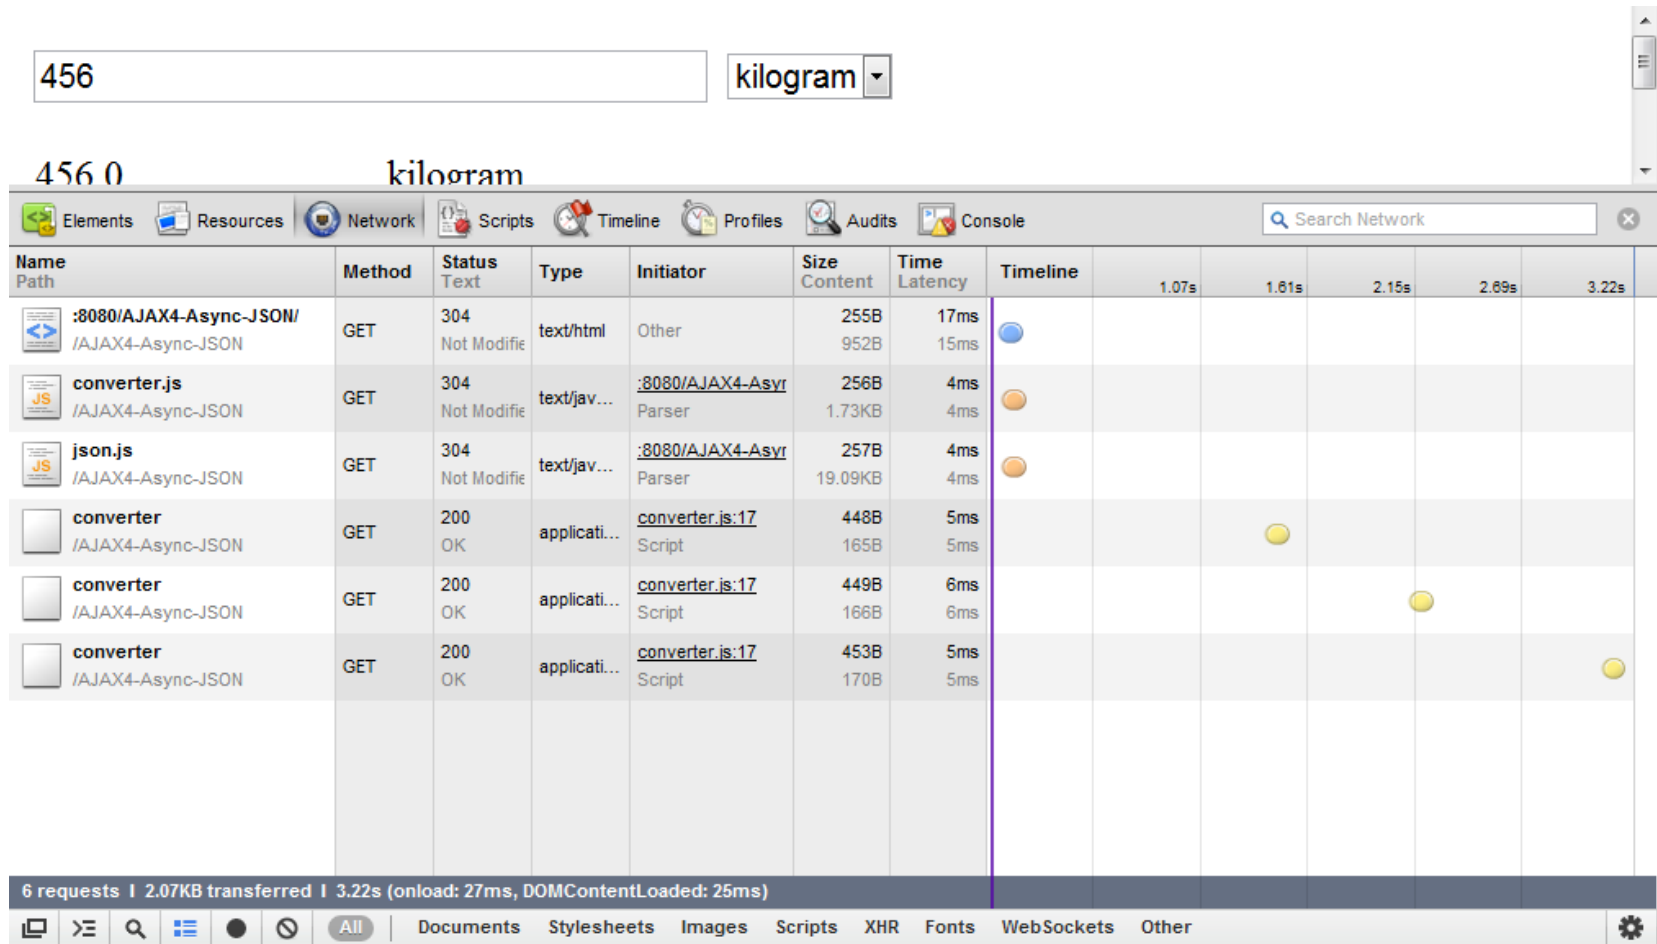 456 kilogram
456.0 kilogram
Elements Resources Network Scripts Timeline Profiles Audits Console Search Network
Name Method Status Type Initiator Size Time Timeline
Path Text Content Latency 1.07s 1.61s 2.15s 2.69s 3.22s
:8080/AJAX4-Async-JSON/ GET 304 text/html Other 255B 17ms
/AJAX4-Async-JSON Not Modifie 952B 15ms
converter.js GET 304 text/jav... :8080/AJAX4-Asyr 256B 4ms
/AJAX4-Async-JSON Not Modifie Parser 1.73KB 4ms
json.js GET 304 text/jav... :8080/AJAX4-Asyr 257B 4ms
/AJAX4-Async-JSON Not Modifie Parser 19.09KB 4ms
converter GET 200 applicati... converter.js:17 448B 5ms
/AJAX4-Async-JSON OK Script 165B 5ms
converter GET 200 applicati... converter.js:17 449B 6ms
/AJAX4-Async-JSON OK Script 166B 6ms
converter GET 200 applicati... converter.js:17 453B 5ms
/AJAX4-Async-JSON OK Script 170B 5ms
6 requests | 2.07KB transferred | 3.22s (onload: 27ms, DOMContentLoaded: 25ms)
All Documents Stylesheets Images Scripts XHR Fonts WebSockets Other